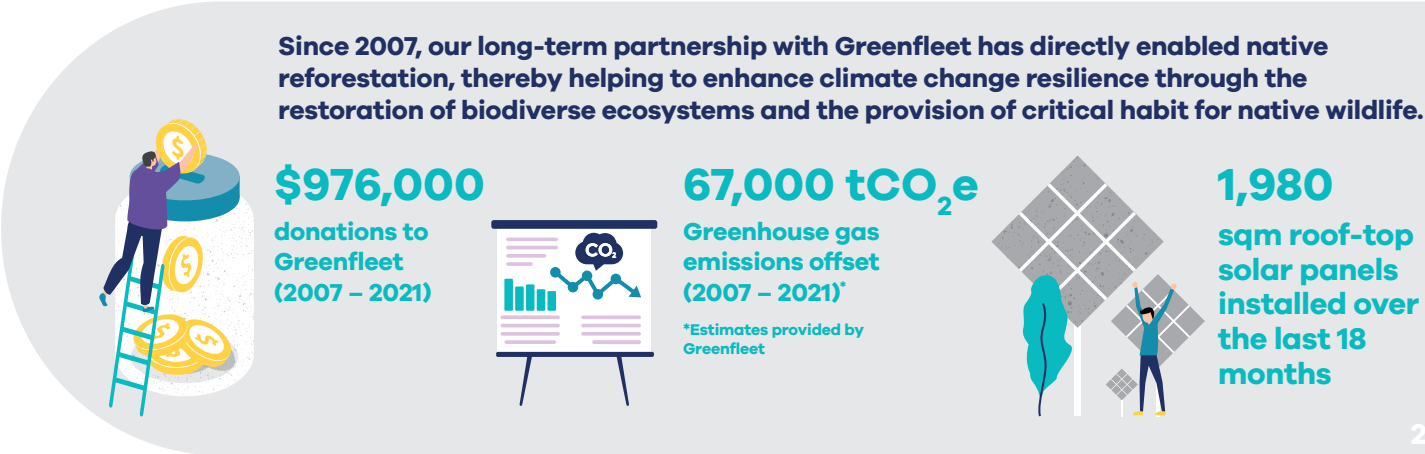 Since 2007, our long-term partnership with Greenfleet has directly enabled native
reforestation, thereby helping to enhance climate change resilience through the
restoration of biodiverse ecosystems and the provision of critical habit for native wildlife.
$976,000
donations to
Greenfleet
(2007 – 2021)
CO₂
67,000 tCO₂e
Greenhouse gas
emissions offset
(2007 – 2021)*
*Estimates provided by
Greenfleet
1,980
sqm roof-top
solar panels
installed over
the last 18
months
2